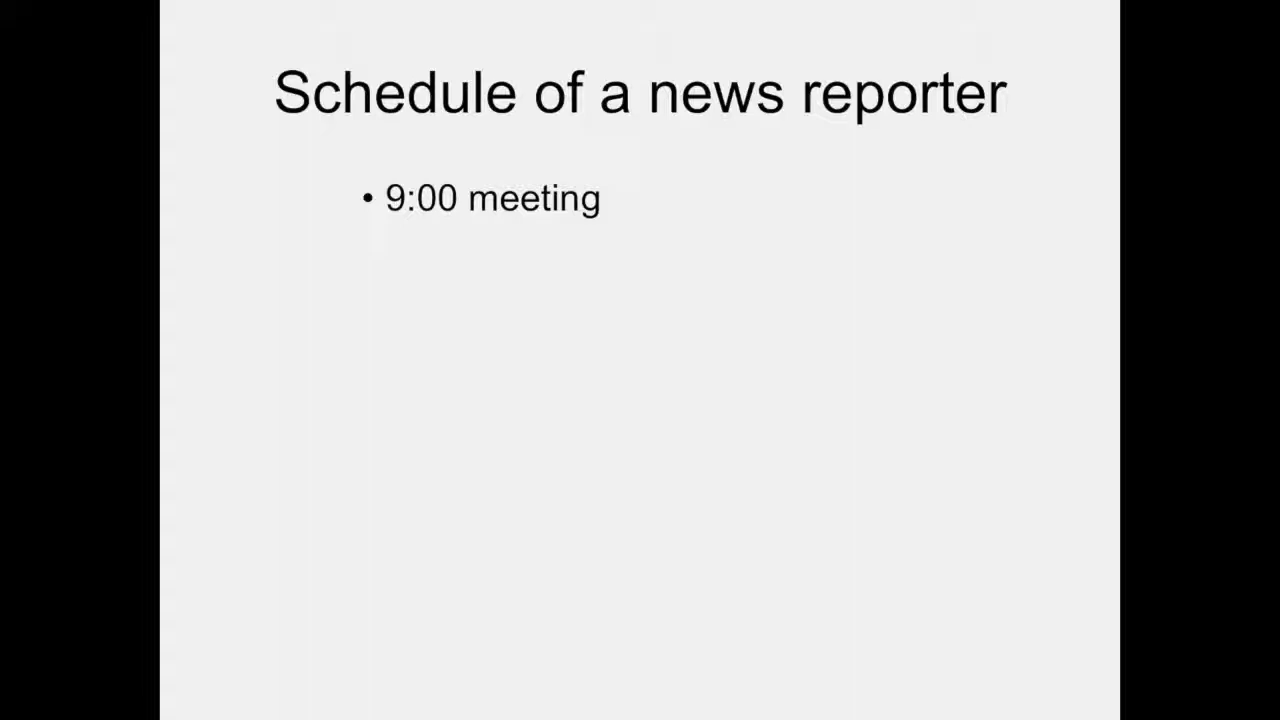 Schedule of a news reporter
• 9:00 meeting